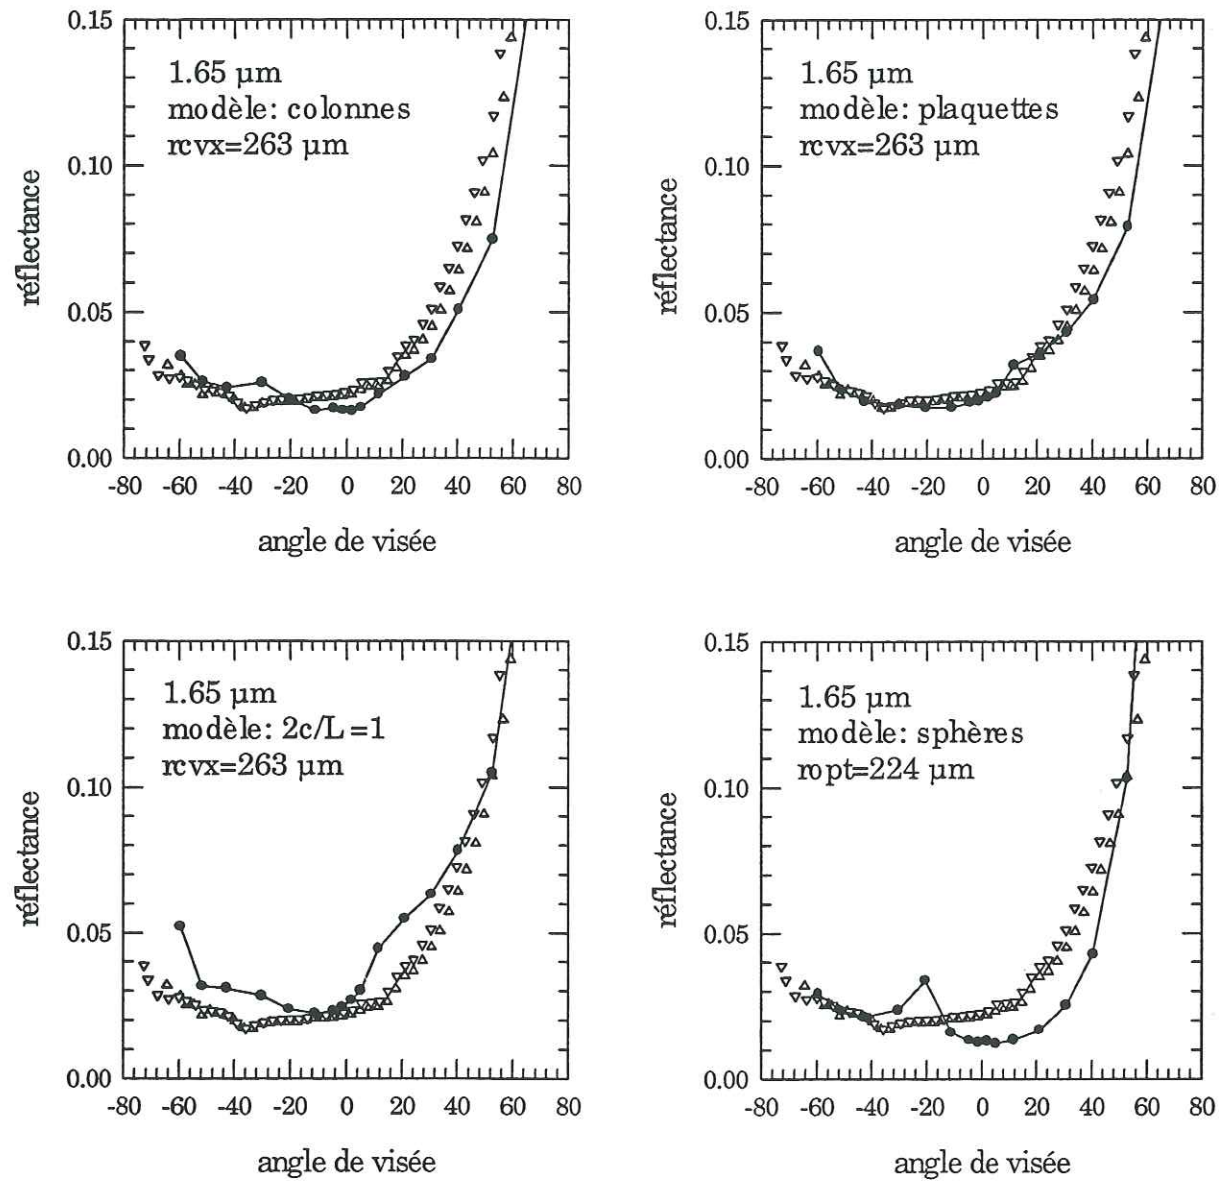 0.15
0.10
0.05
0.00
réflectance
1.65 µm
modèle: colonnes
rcvx=263 µm
-80 -60 -40 -20 0 20 40 60 80
angle de visée
0.15
0.10
0.05
0.00
réflectance
1.65 µm
modèle: plaquettes
rcvx=263 µm
-80 -60 -40 -20 0 20 40 60 80
angle de visée
0.15
0.10
0.05
0.00
réflectance
1.65 µm
modèle: 2c/L=1
rcvx=263 µm
-80 -60 -40 -20 0 20 40 60 80
angle de visée
0.15
0.10
0.05
0.00
réflectance
1.65 µm
modèle: sphères
ropt=224 µm
-80 -60 -40 -20 0 20 40 60 80
angle de visée